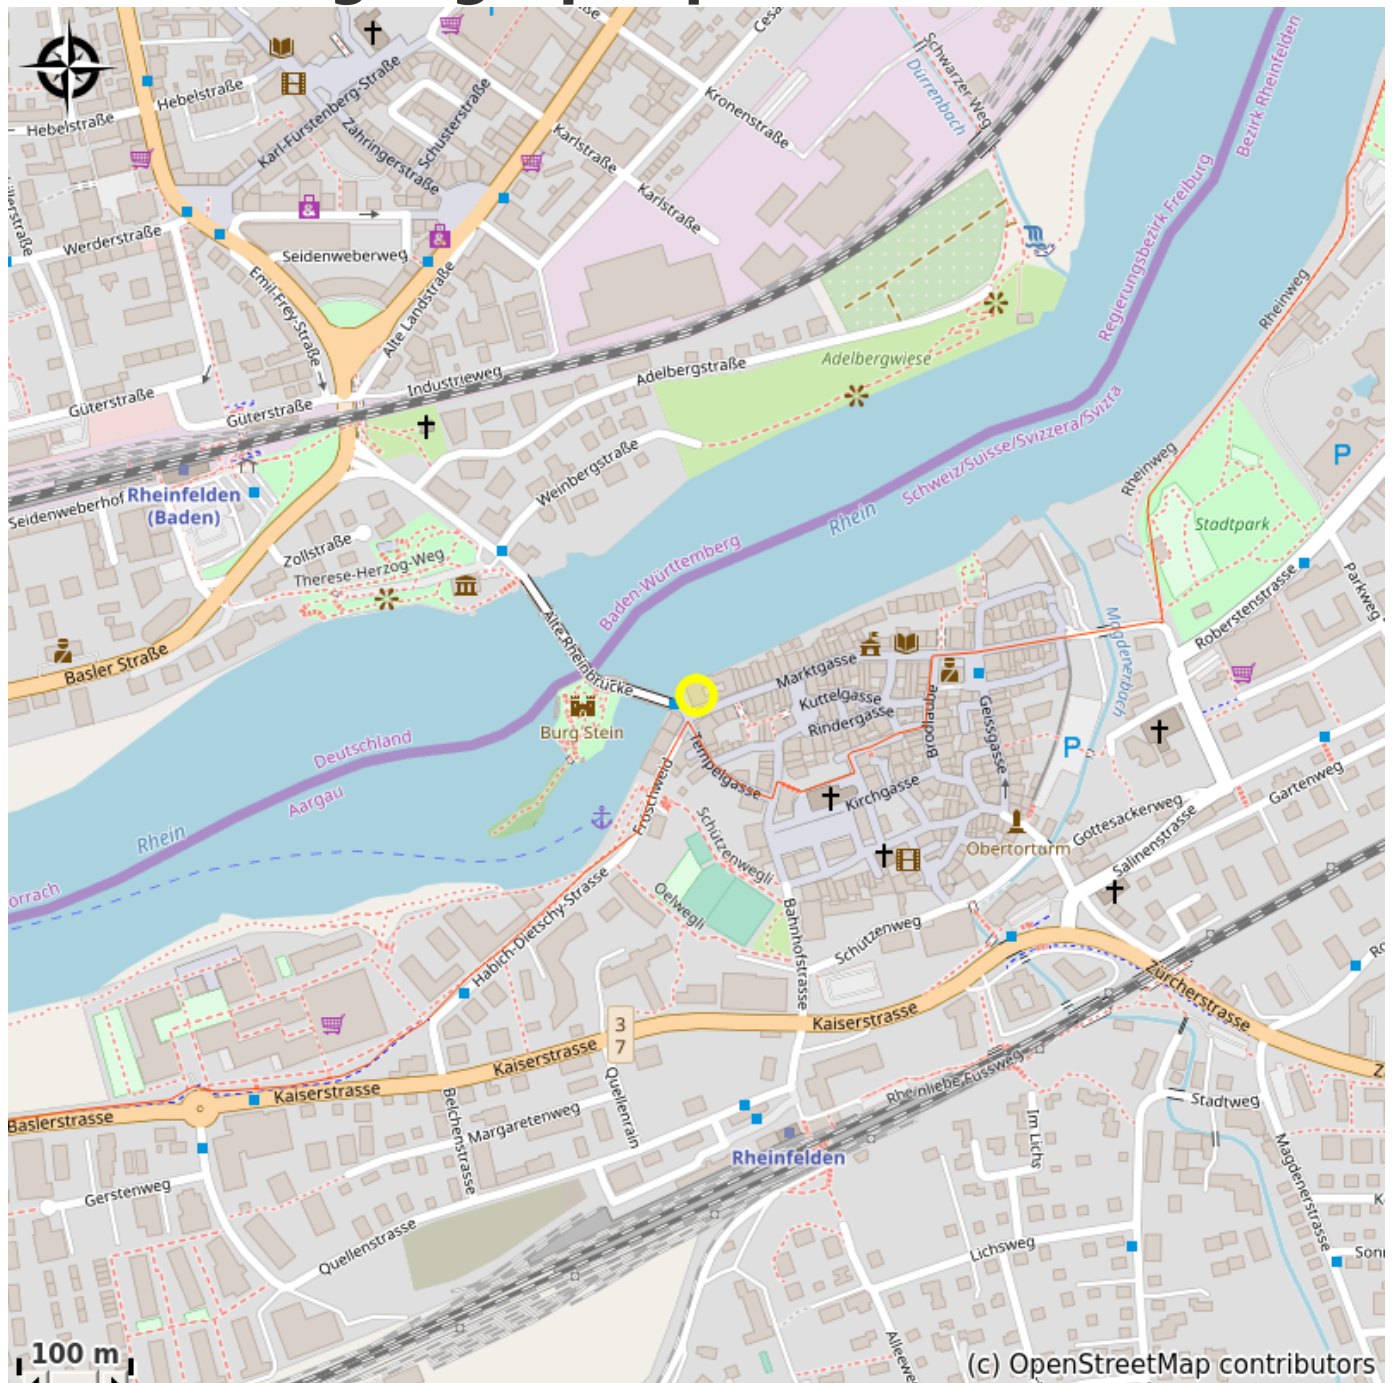 Hebelstraße
Hebelstraße
Karl-Fürstenberg-Straße
Zähringerstraße
Schusterstraße
Karlstraße
Karlstraße
Kronenstraße
Schwarzer Weg
Dürrenbach
Bezirk Rheinfelden
Regierungsbezirk Freiburg
Werderstraße
Seidenweberweg
Emil-Frey-Straße
Alte Landstraße
Industrieweg
Güterstraße
Güterstraße
Adelbergstraße
Adelbergwiese
Rheinweg
Rheinweg
Weinbergstraße
Schweiz/Suisse/Svizzera/Svizra
Rhein
P
Seidenweberhof
Rheinfelden
(Baden)
Zollstraße
Therese-Herzog-Weg
Baden-Württemberg
Stadtpark
Roberstenstraße
Parkweg
Basler Straße
Alte Rheinbrücke
Magdenerbach
Marktgasse
Kuttelgasse
Rindergasse
Brodlaube
Geissgasse
Burg Stein
Deutschland
Aargau
Rhein
Tempelgasse
Froschweid
Kirchgasse
P
Obertorturm
Gottesackerweg
Salinenstrasse
Gartenweg
Schützenwegli
Oelwegli
Bahnhofstrasse
Schützenweg
Habich-Dietschy-Strasse
Zürcherstrasse
Kaiserstrasse
3
7
Kaiserstrasse
Kaiserstrasse
Baslerstrasse
Belchenstrasse
Margaretenweg
Quellenrain
Rheinliebe Fussweg
Im Lichs
Stadtweg
Magdenerstrasse
Rheinfelden
Gerstenweg
Quellenstrasse
Lichsweg
100 m
(c) OpenStreetMap contributors